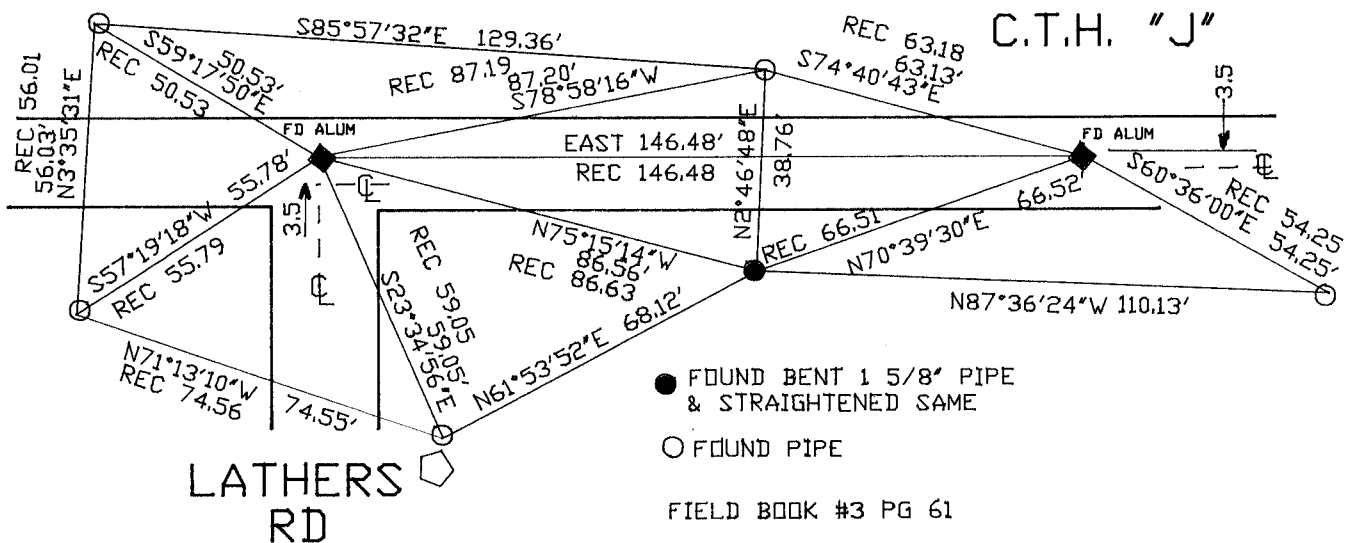 C.T.H. "J"
S85°57'32"E 129.36'
REC 63.18
63.13'
S74°40'43"E
S59°17'50"E
50.53'
REC 50.53
REC 87.19
87.20'
S78°58'16"W
3.5
REC 56.01
56.03'
N3°35'31"E
FD ALUM
EAST 146.48'
REC 146.48
N2°46'48"E
38.76'
FD ALUM
℄
S60°36'00"E
REC 54.25
54.25'
S57°19'18"W 55.78'
REC 55.79
3.5
℄
℄
N75°15'14"W
86.56'
REC 86.63
REC 66.51
66.52'
N70°39'30"E
REC 59.05
59.05'
S23°34'56"E
N87°36'24"W 110.13'
N71°13'10"W
REC 74.56
74.55'
N61°53'52"E 68.12'
FOUND BENT 1 5/8" PIPE
& STRAIGHTENED SAME
FOUND PIPE
LATHERS
RD
FIELD BOOK #3 PG 61